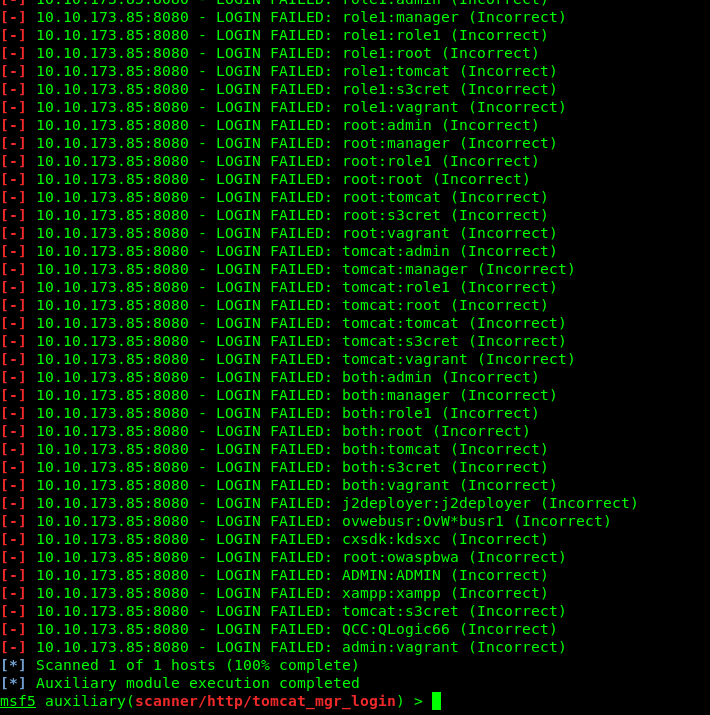 [-] 10.10.173.85:8080 - LOGIN FAILED: role1:admin (Incorrect)
[-] 10.10.173.85:8080 - LOGIN FAILED: role1:manager (Incorrect)
[-] 10.10.173.85:8080 - LOGIN FAILED: role1:role1 (Incorrect)
[-] 10.10.173.85:8080 - LOGIN FAILED: role1:root (Incorrect)
[-] 10.10.173.85:8080 - LOGIN FAILED: role1:tomcat (Incorrect)
[-] 10.10.173.85:8080 - LOGIN FAILED: role1:s3cret (Incorrect)
[-] 10.10.173.85:8080 - LOGIN FAILED: role1:vagrant (Incorrect)
[-] 10.10.173.85:8080 - LOGIN FAILED: root:admin (Incorrect)
[-] 10.10.173.85:8080 - LOGIN FAILED: root:manager (Incorrect)
[-] 10.10.173.85:8080 - LOGIN FAILED: root:role1 (Incorrect)
[-] 10.10.173.85:8080 - LOGIN FAILED: root:root (Incorrect)
[-] 10.10.173.85:8080 - LOGIN FAILED: root:tomcat (Incorrect)
[-] 10.10.173.85:8080 - LOGIN FAILED: root:s3cret (Incorrect)
[-] 10.10.173.85:8080 - LOGIN FAILED: root:vagrant (Incorrect)
[-] 10.10.173.85:8080 - LOGIN FAILED: tomcat:admin (Incorrect)
[-] 10.10.173.85:8080 - LOGIN FAILED: tomcat:manager (Incorrect)
[-] 10.10.173.85:8080 - LOGIN FAILED: tomcat:role1 (Incorrect)
[-] 10.10.173.85:8080 - LOGIN FAILED: tomcat:root (Incorrect)
[-] 10.10.173.85:8080 - LOGIN FAILED: tomcat:tomcat (Incorrect)
[-] 10.10.173.85:8080 - LOGIN FAILED: tomcat:s3cret (Incorrect)
[-] 10.10.173.85:8080 - LOGIN FAILED: tomcat:vagrant (Incorrect)
[-] 10.10.173.85:8080 - LOGIN FAILED: both:admin (Incorrect)
[-] 10.10.173.85:8080 - LOGIN FAILED: both:manager (Incorrect)
[-] 10.10.173.85:8080 - LOGIN FAILED: both:role1 (Incorrect)
[-] 10.10.173.85:8080 - LOGIN FAILED: both:root (Incorrect)
[-] 10.10.173.85:8080 - LOGIN FAILED: both:tomcat (Incorrect)
[-] 10.10.173.85:8080 - LOGIN FAILED: both:s3cret (Incorrect)
[-] 10.10.173.85:8080 - LOGIN FAILED: both:vagrant (Incorrect)
[-] 10.10.173.85:8080 - LOGIN FAILED: j2deployer:j2deployer (Incorrect)
[-] 10.10.173.85:8080 - LOGIN FAILED: ovwebusr:OvW*busr1 (Incorrect)
[-] 10.10.173.85:8080 - LOGIN FAILED: cxsdk:kdsxc (Incorrect)
[-] 10.10.173.85:8080 - LOGIN FAILED: root:owaspbwa (Incorrect)
[-] 10.10.173.85:8080 - LOGIN FAILED: ADMIN:ADMIN (Incorrect)
[-] 10.10.173.85:8080 - LOGIN FAILED: xampp:xampp (Incorrect)
[-] 10.10.173.85:8080 - LOGIN FAILED: tomcat:s3cret (Incorrect)
[-] 10.10.173.85:8080 - LOGIN FAILED: QCC:QLogic66 (Incorrect)
[-] 10.10.173.85:8080 - LOGIN FAILED: admin:vagrant (Incorrect)
[*] Scanned 1 of 1 hosts (100% complete)
[*] Auxiliary module execution completed
msf5 auxiliary(scanner/http/tomcat_mgr_login) >